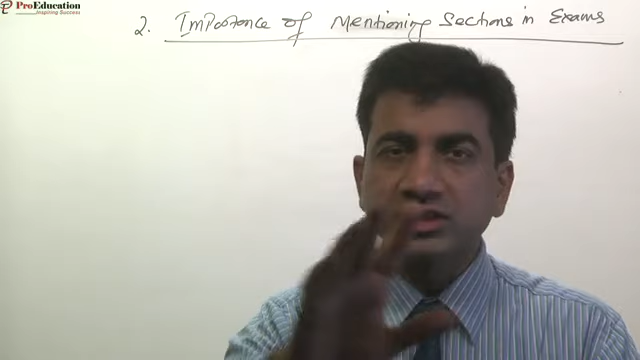 ProEducation
Inspiring Success
2. Importance of Mentioning Sections in Exams